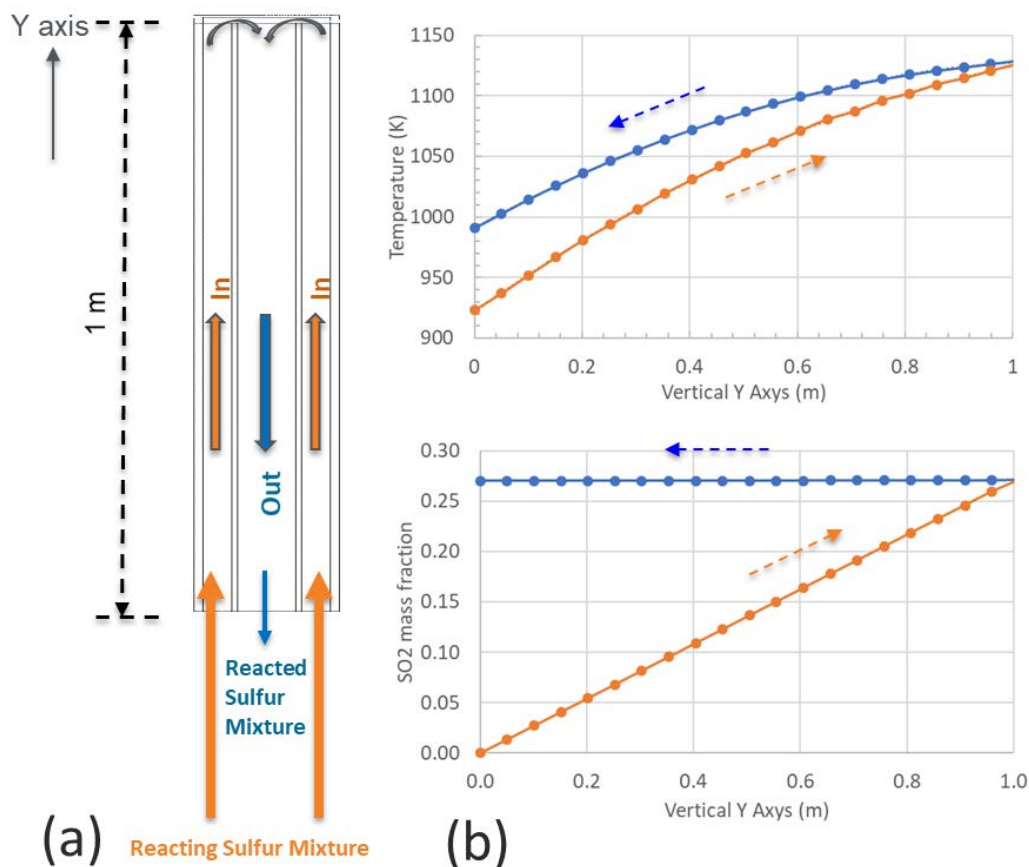 Y axis
1 m
In
In
Out
Reacted
Sulfur
Mixture
(a)
Reacting Sulfur Mixture
Temperature (K)
1150
1100
1050
1000
950
900
0 0.2 0.4 0.6 0.8 1
Vertical Y Axys (m)
SO2 mass fraction
0.30
0.25
0.20
0.15
0.10
0.05
0.00
0.0 0.2 0.4 0.6 0.8 1.0
Vertical Y Axys (m)
(b)